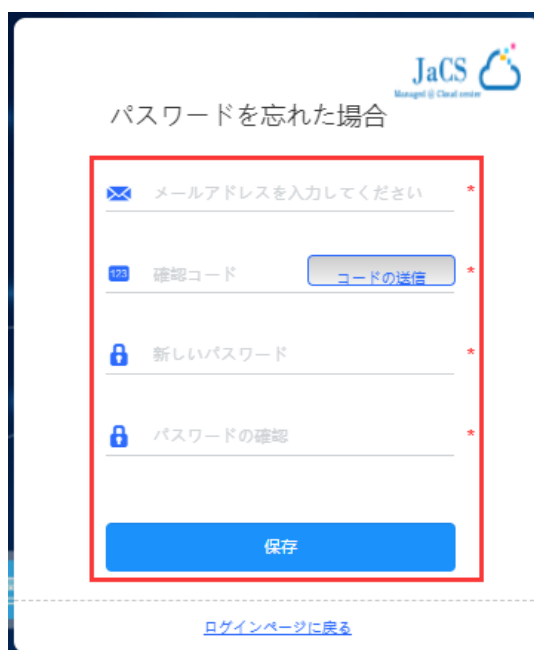 JaCS
Managed @ Cloud center
パスワードを忘れた場合
メールアドレスを入力してください *
123 確認コード コードの送信 *
新しいパスワード *
パスワードの確認 *
保存
ログインページに戻る